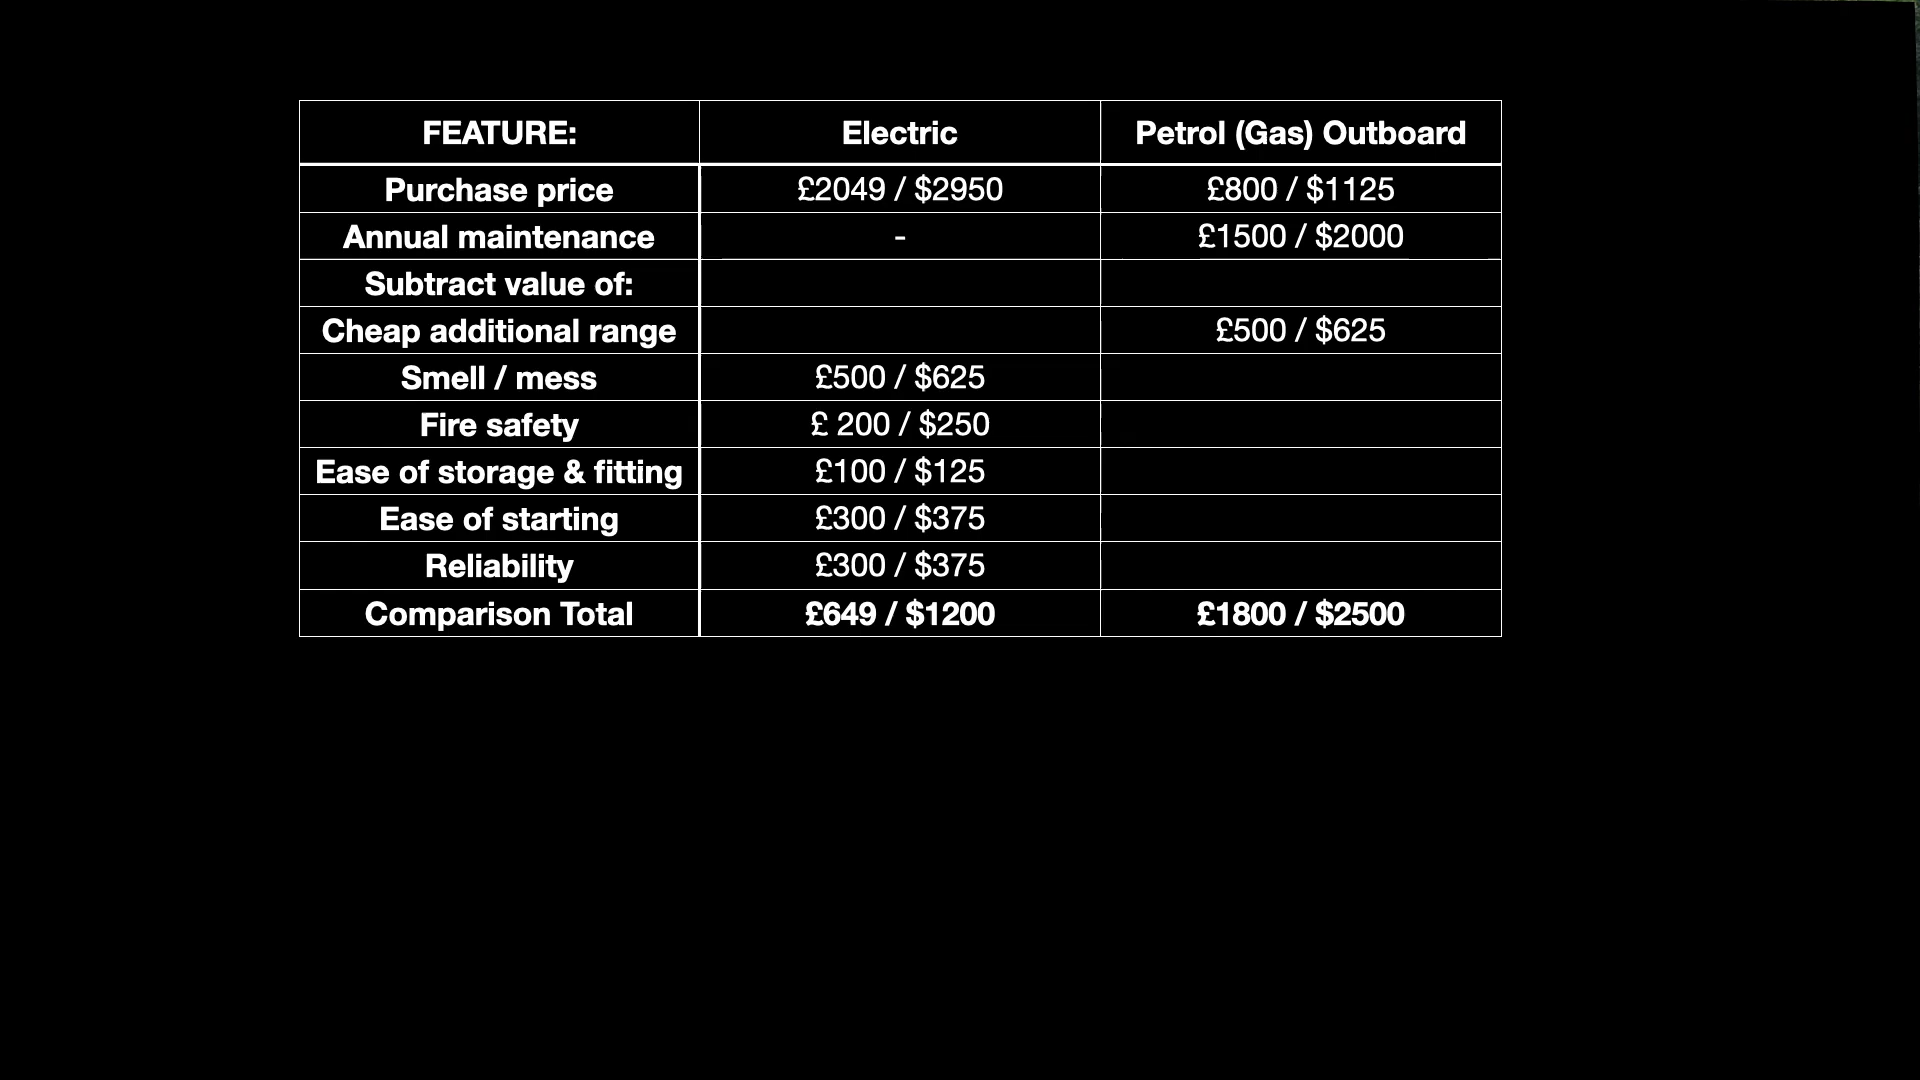 FEATURE: Electric Petrol (Gas) Outboard
Purchase price £2049 / $2950 £800 / $1125
Annual maintenance - £1500 / $2000
Subtract value of:
Cheap additional range £500 / $625
Smell / mess £500 / $625
Fire safety £ 200 / $250
Ease of storage & fitting £100 / $125
Ease of starting £300 / $375
Reliability £300 / $375
Comparison Total £649 / $1200 £1800 / $2500